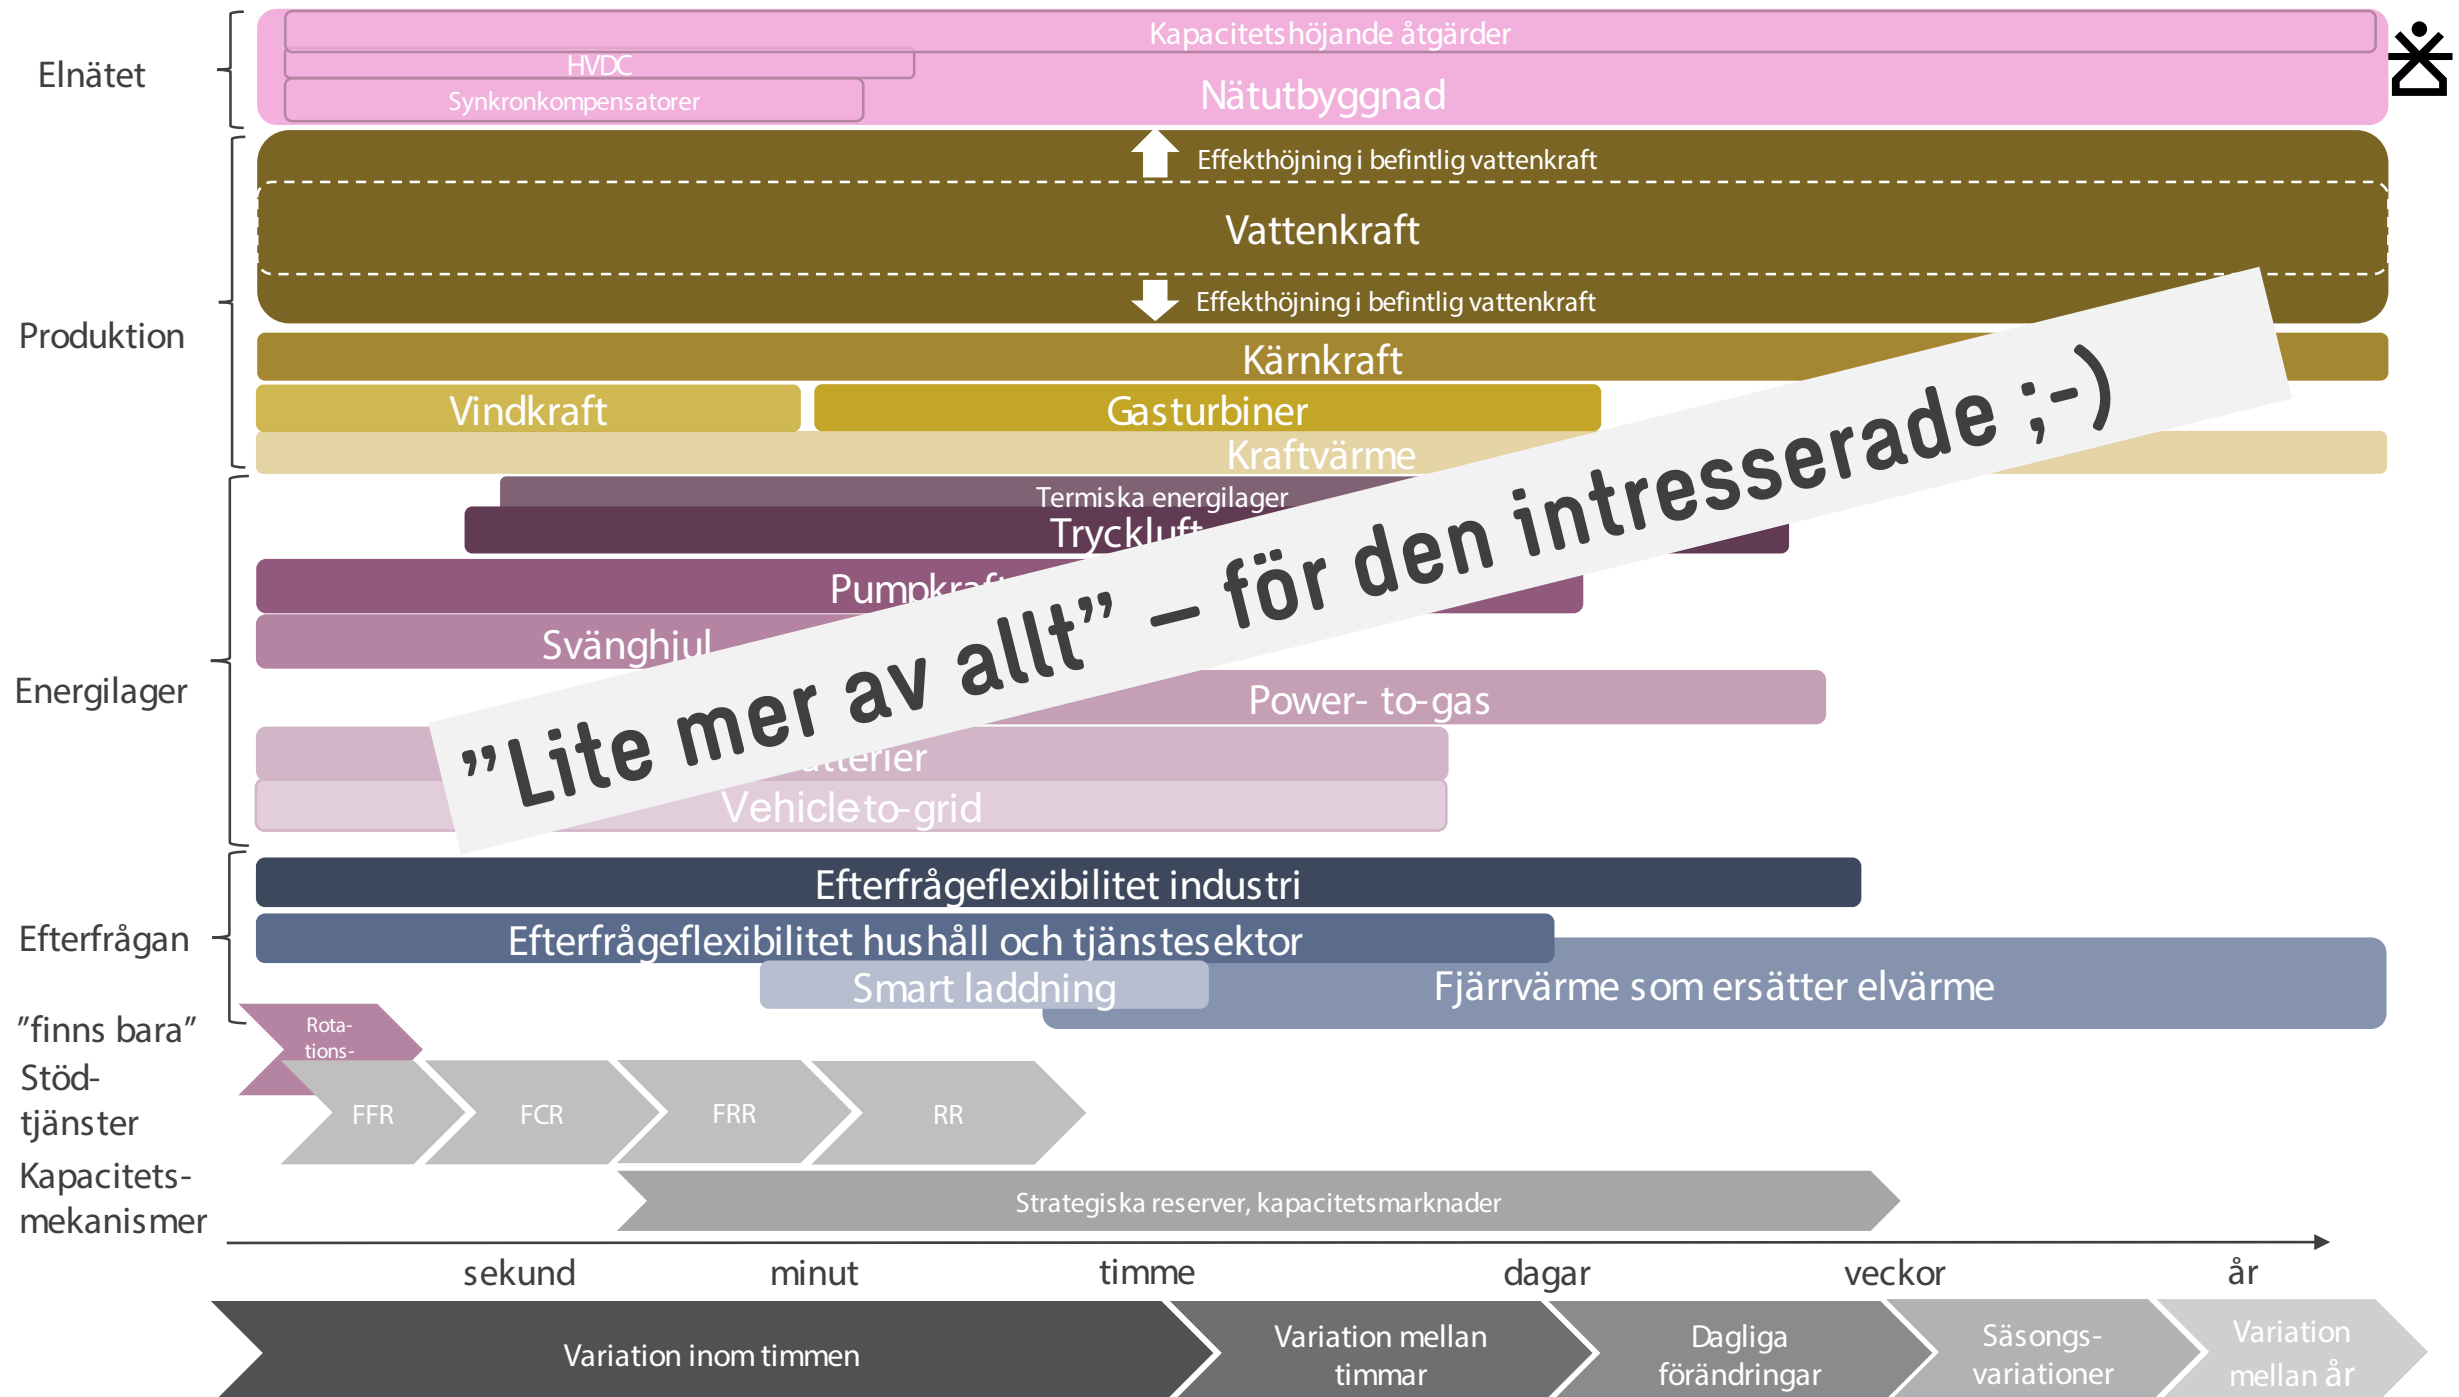 Elnätet
Kapacitetshöjande åtgärder
HVDC
Synkronkompensatorer
Nätutbyggnad
Produktion
Effekthöjning i befintlig vattenkraft
Vattenkraft
Effekthöjning i befintlig vattenkraft
Kärnkraft
Vindkraft
Gasturbiner
Kraftvärme
Energilager
Termiska energilager
Tryckluft
Pumpkraft
Svänghjul
Power- to-gas
Vehicle to-grid
”Lite mer av allt” – för den intresserade ;-)
Efterfrågan
Efterfrågeflexibilitet industri
Efterfrågeflexibilitet hushåll och tjänstesektor
Smart laddning
Fjärrvärme som ersätter elvärme
”finns bara”
Rota-
tions-
Stöd-
tjänster
FFR
FCR
FRR
RR
Kapacitets-
mekanismer
Strategiska reserver, kapacitetsmarknader
sekund
minut
timme
dagar
veckor
år
Variation inom timmen
Variation mellan
timmar
Dagliga
förändringar
Säsongs-
variationer
Variation
mellan år